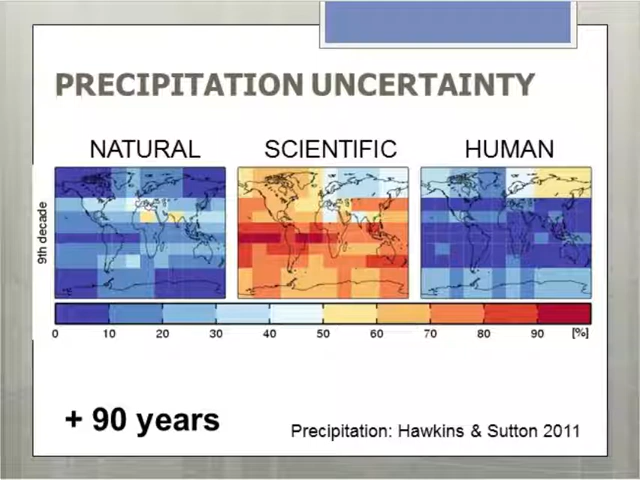 PRECIPITATION UNCERTAINTY
NATURAL SCIENTIFIC HUMAN
9th decade
0 10 20 30 40 50 60 70 80 90 [%]
+ 90 years
Precipitation: Hawkins & Sutton 2011